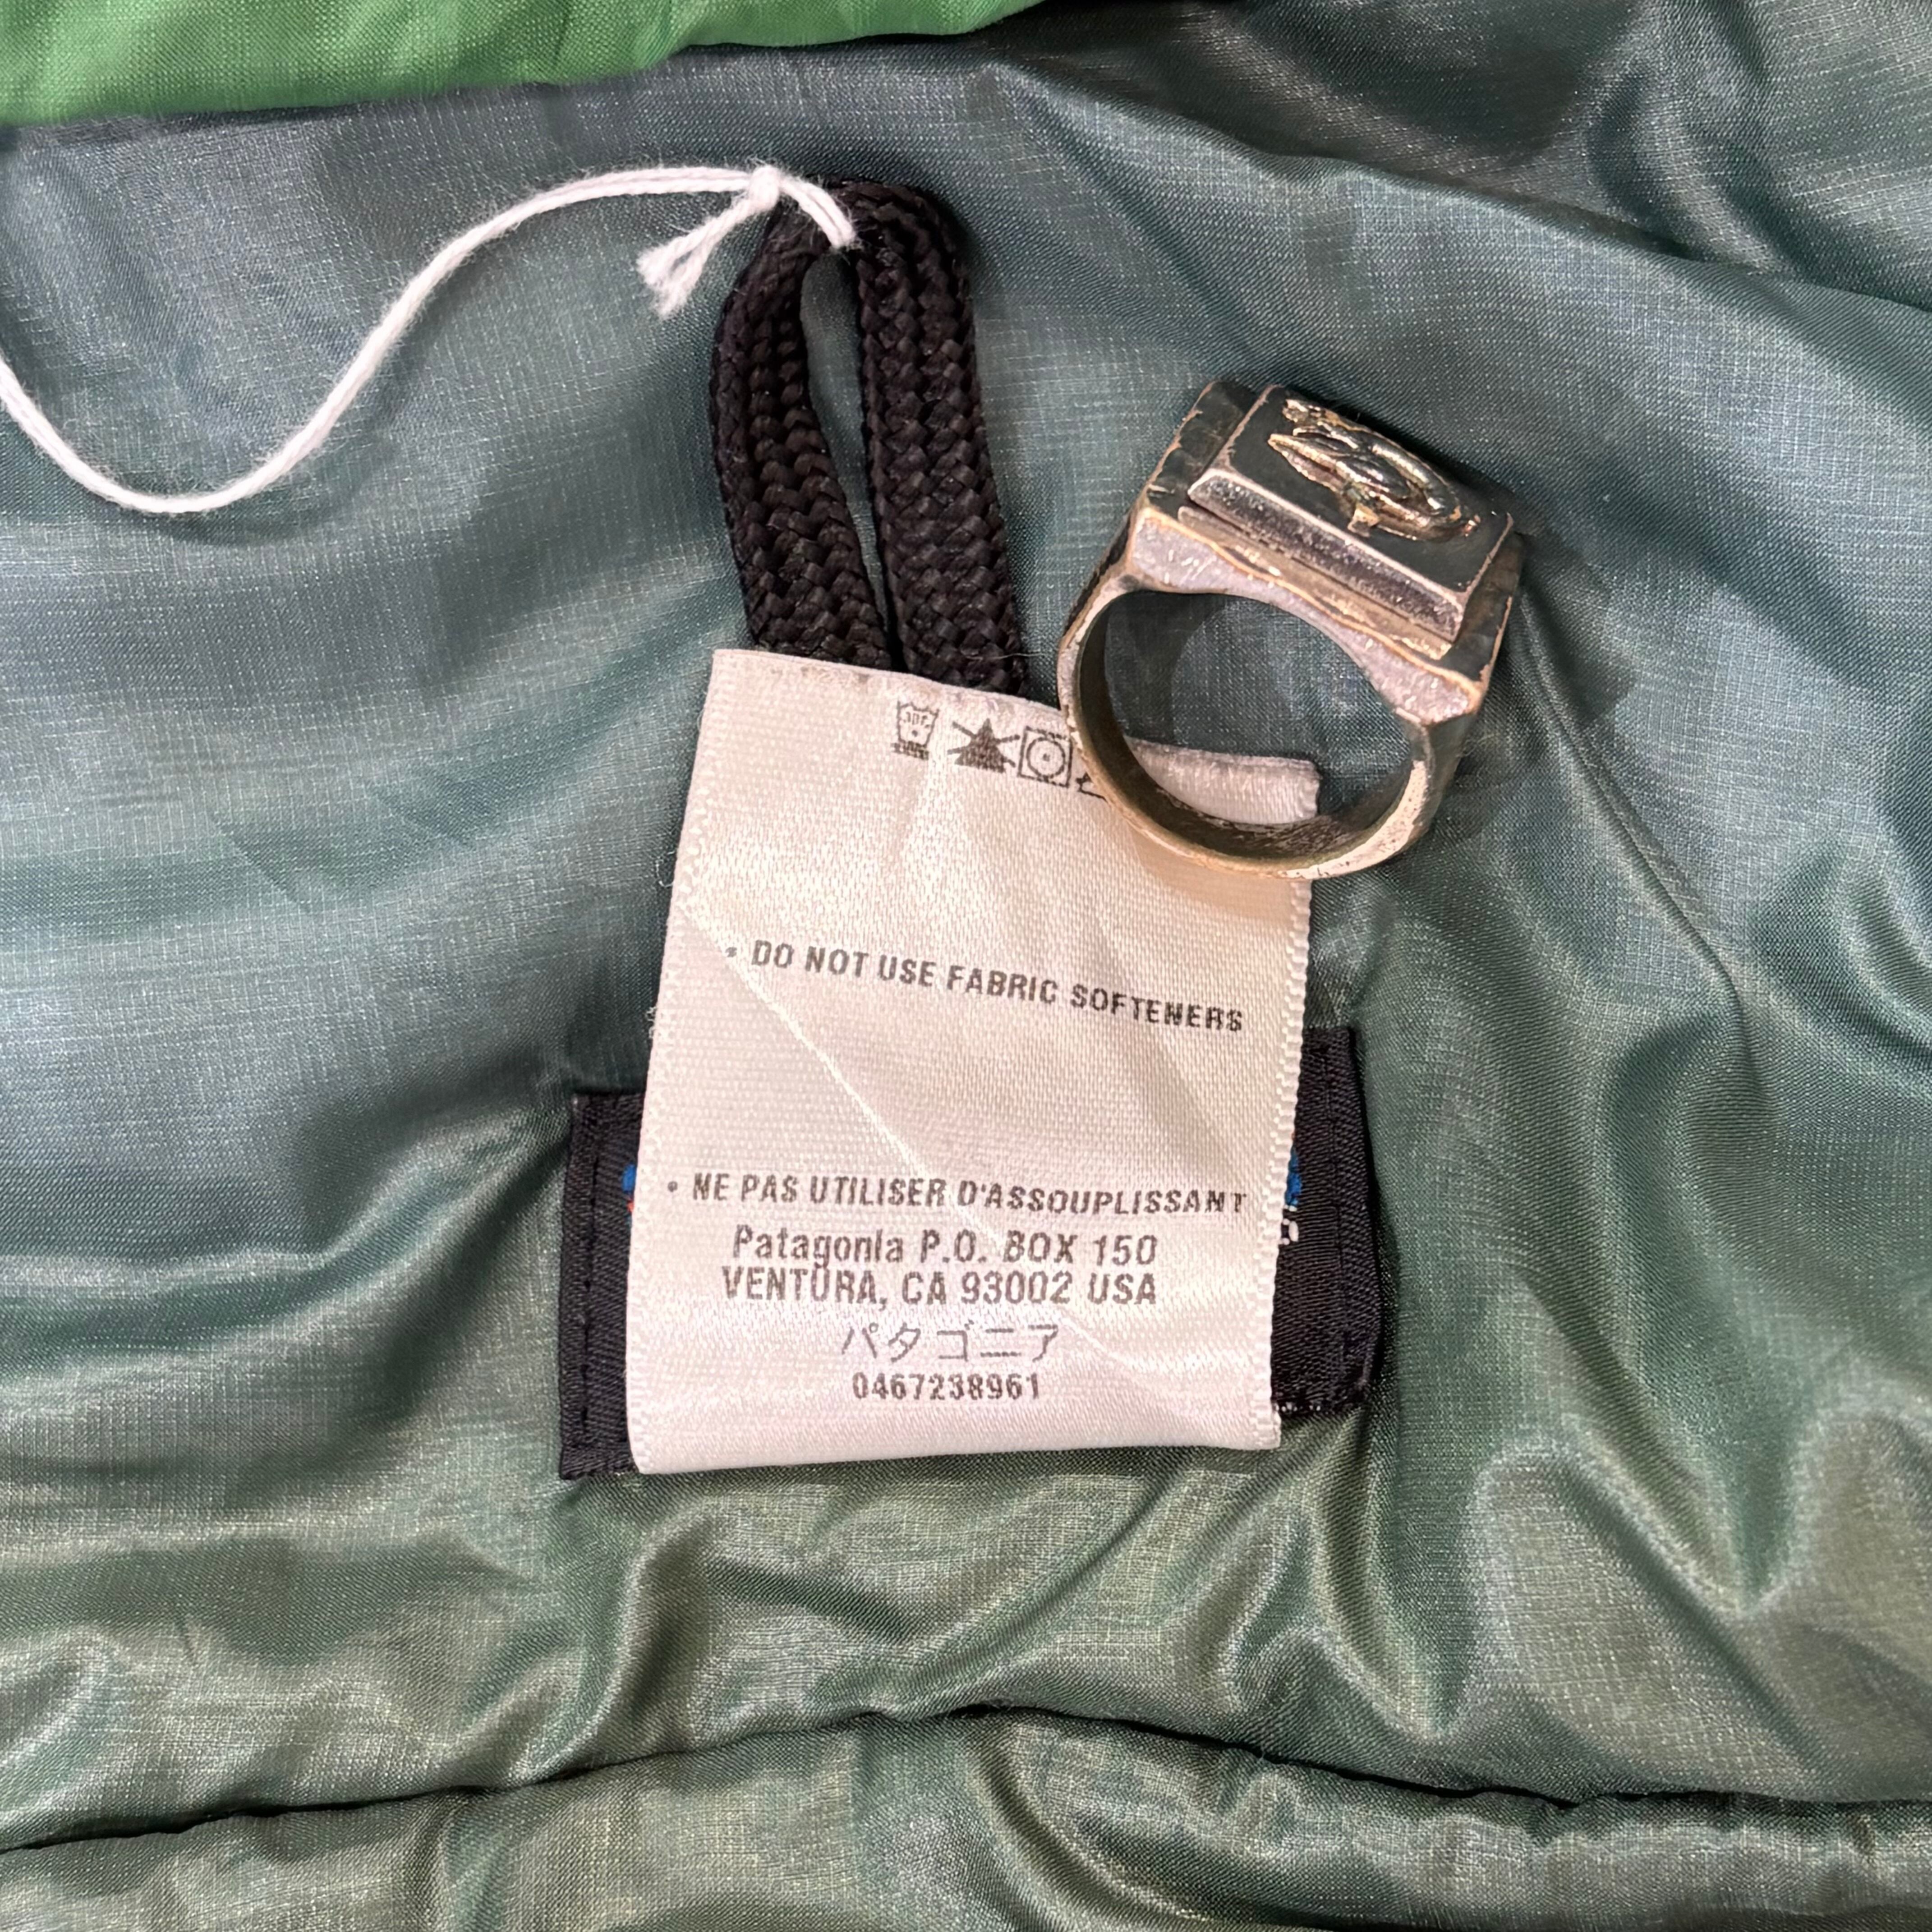 • DO NOT USE FABRIC SOFTENERS
• NE PAS UTILISER D'ASSOUPLISSANT
Patagonia P.O. BOX 150
VENTURA, CA 93002 USA
パタゴニア
0467238961